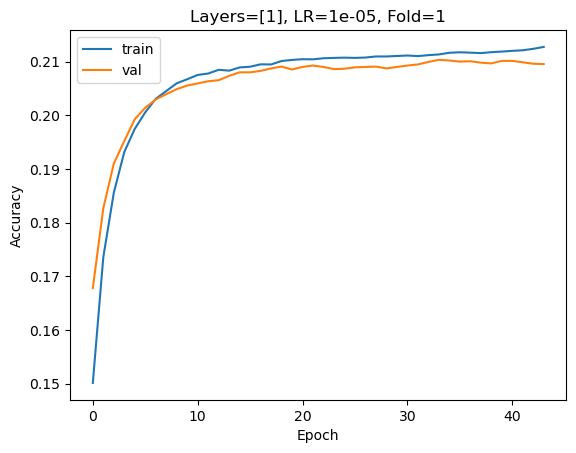 Layers=[1], LR=1e-05, Fold=1
train
val
0.21
0.20
0.19
0.18
0.17
0.16
0.15
Accuracy
0 10 20 30 40
Epoch